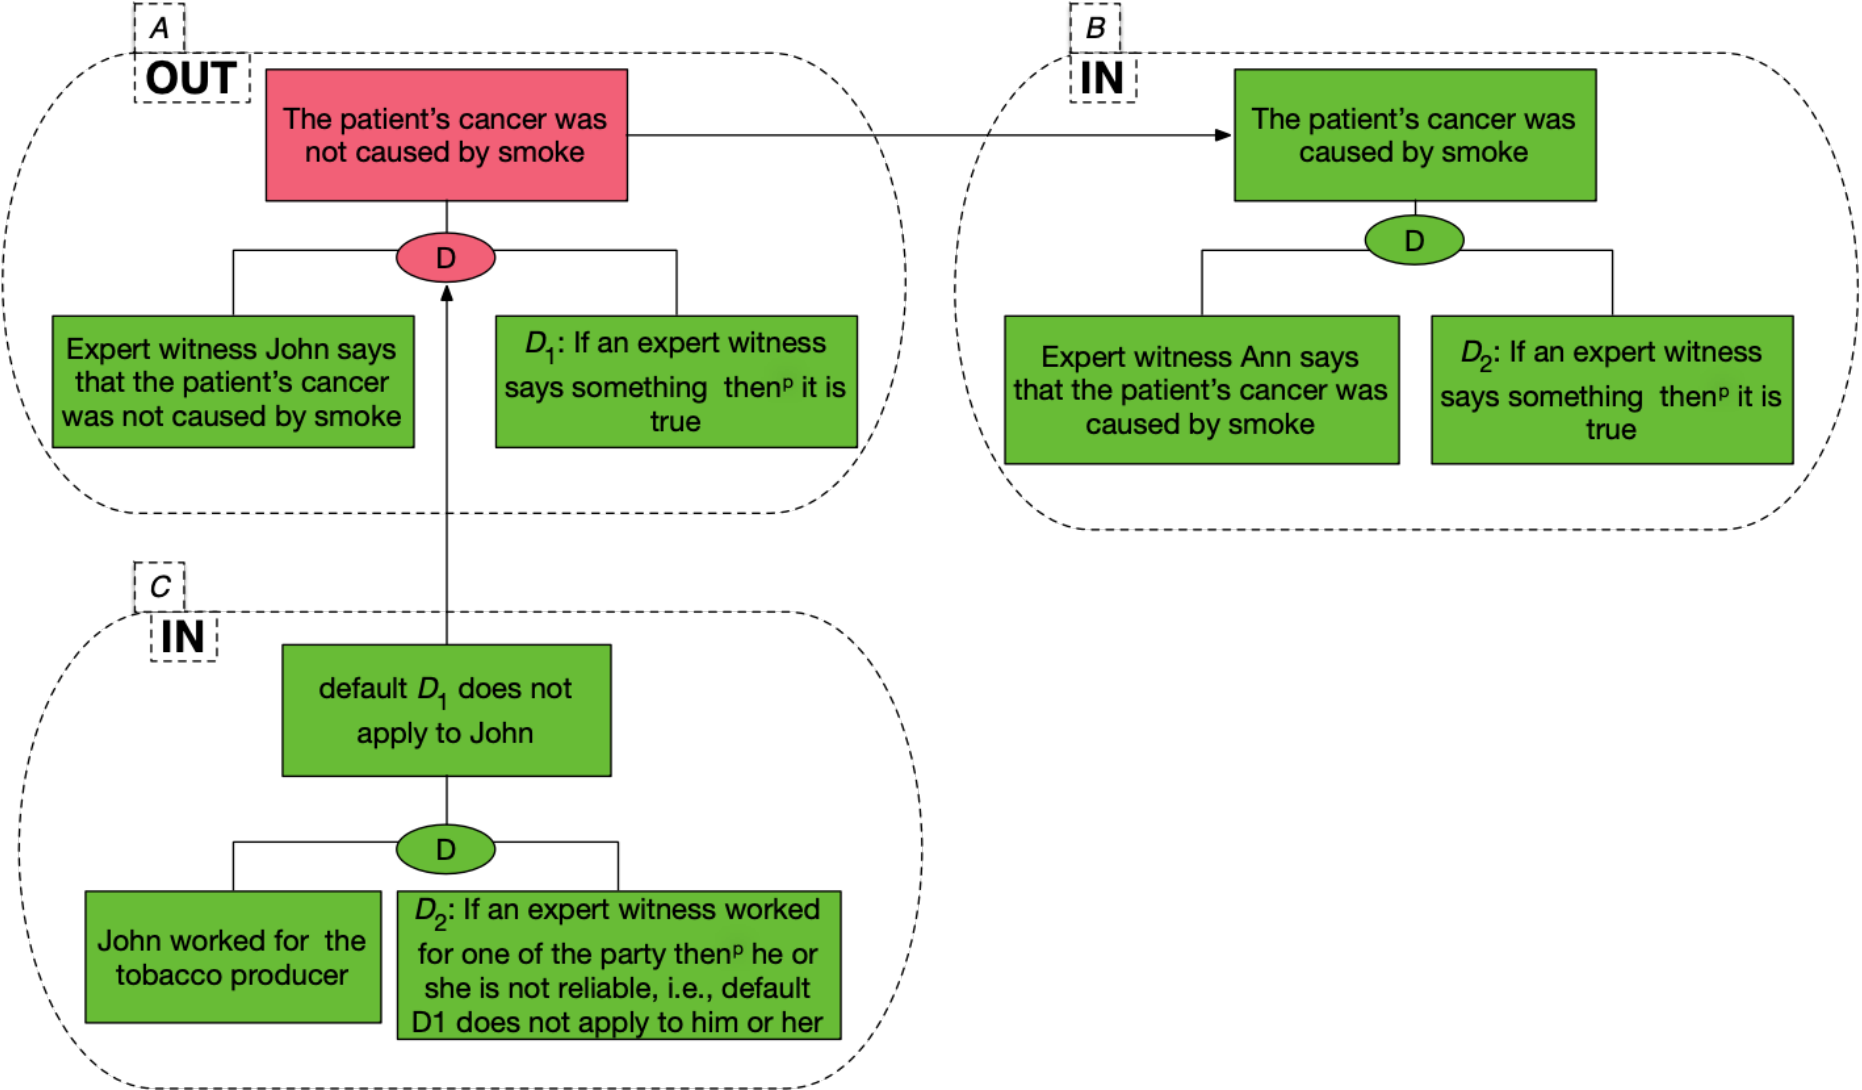 A
OUT
The patient's cancer was
not caused by smoke
D
Expert witness John says
that the patient's cancer
was not caused by smoke
D1: If an expert witness
says something thenᵖ it is
true
B
IN
The patient's cancer was
caused by smoke
D
Expert witness Ann says
that the patient's cancer was
caused by smoke
D2: If an expert witness
says something thenᵖ it is
true
C
IN
default D1 does not
apply to John
D
John worked for the
tobacco producer
D2: If an expert witness worked
for one of the party thenᵖ he or
she is not reliable, i.e., default
D1 does not apply to him or her